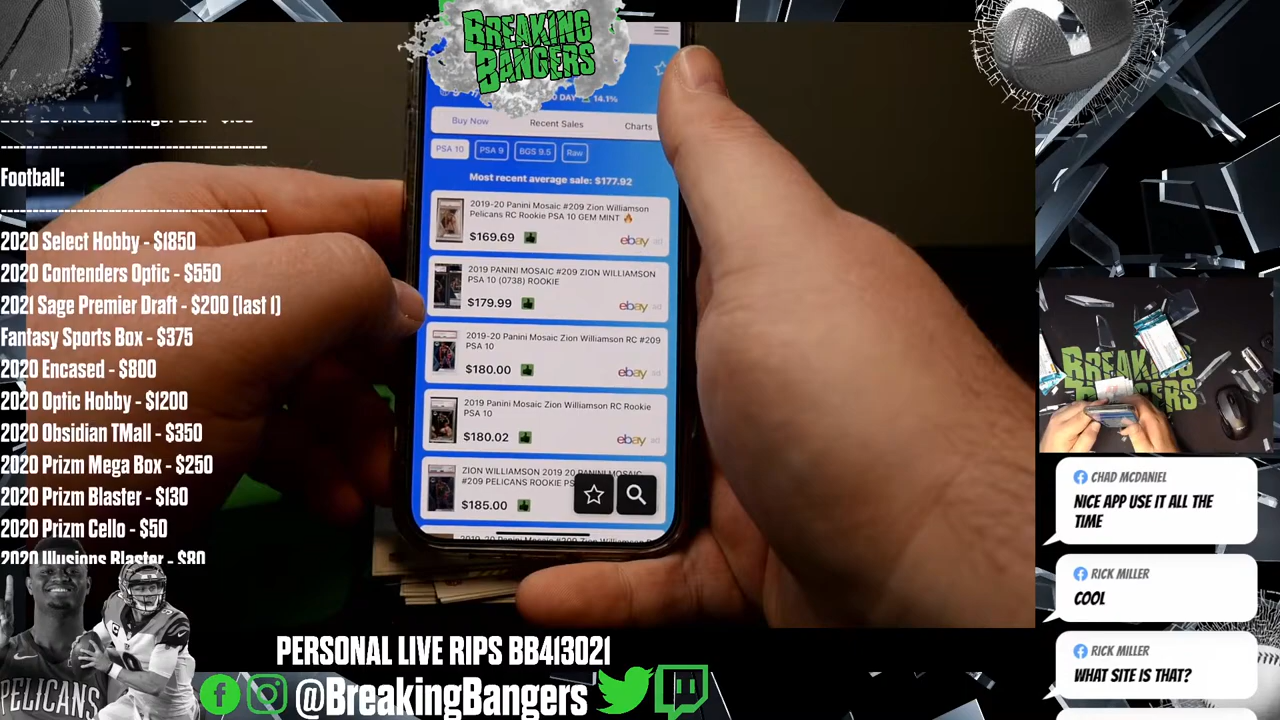 BREAKING
BANGERS
-----------------------------------------
Football:
-----------------------------------------
2020 Select Hobby - $1850
2020 Contenders Optic - $550
2021 Sage Premier Draft - $200 (last 1)
Fantasy Sports Box - $375
2020 Encased - $800
2020 Optic Hobby - $1200
2020 Obsidian TMall - $350
2020 Prizm Mega Box - $250
2020 Prizm Blaster - $130
2020 Prizm Cello - $50
2020 Illusions Blaster - $80
DAY 14.1%
Buy Now Recent Sales Charts
PSA 10 PSA 9 BGS 9.5 Raw
Most recent average sale: $177.92
2019-20 Panini Mosaic #209 Zion Williamson
Pelicans RC Rookie PSA 10 GEM MINT 🔥
$169.69 ebay ad
2019 PANINI MOSAIC #209 ZION WILLIAMSON
PSA 10 (0738) ROOKIE
$179.99 ebay ad
2019-20 Panini Mosaic Zion Williamson RC #209
PSA 10
$180.00 ebay ad
2019 Panini Mosaic Zion Williamson RC Rookie
PSA 10
$180.02 ebay ad
ZION WILLIAMSON 2019 20 PANINI MOSAIC
#209 PELICANS ROOKIE PS
$185.00
BREAKING
BANGERS
CHAD MCDANIEL
NICE APP USE IT ALL THE
TIME
RICK MILLER
COOL
RICK MILLER
WHAT SITE IS THAT?
PELICANS
PERSONAL LIVE RIPS BB413021
@BreakingBangers